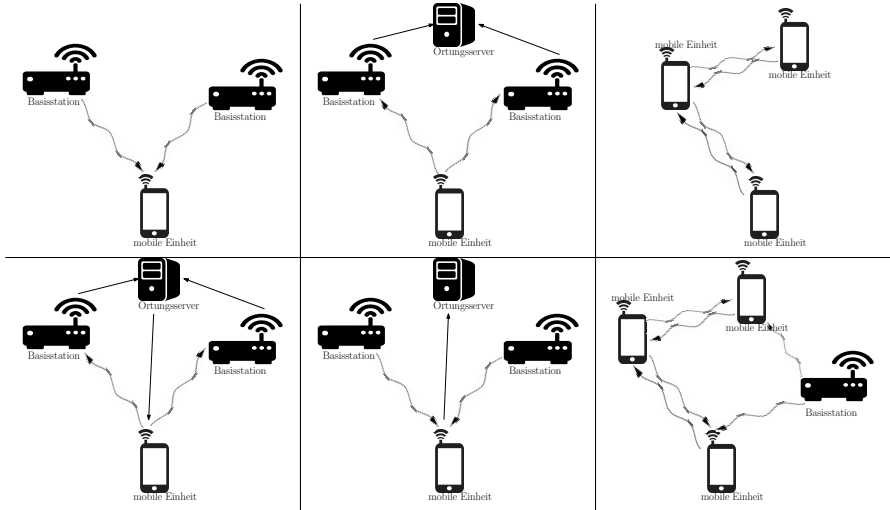 Basisstation
Basisstation
mobile Einheit
Ortungsserver
Basisstation
Basisstation
mobile Einheit
mobile Einheit
mobile Einheit
mobile Einheit
Ortungsserver
Basisstation
Basisstation
mobile Einheit
Ortungsserver
Basisstation
Basisstation
mobile Einheit
mobile Einheit
mobile Einheit
Basisstation
mobile Einheit